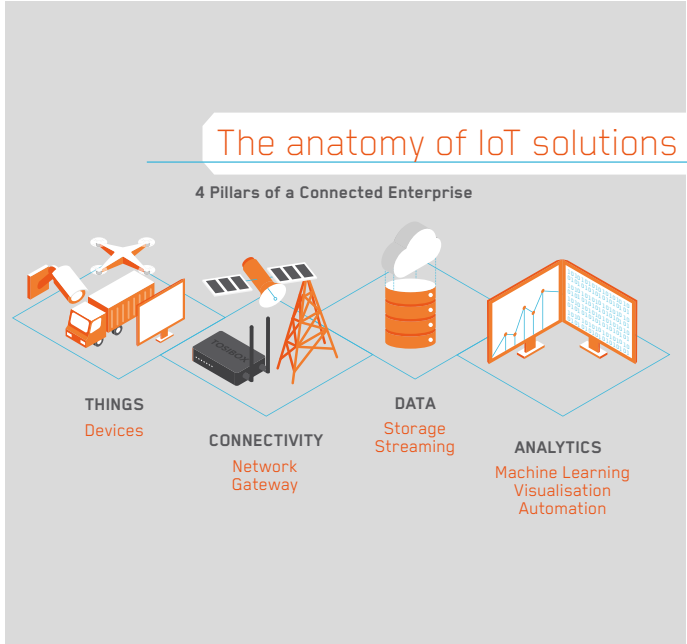 The anatomy of IoT solutions
4 Pillars of a Connected Enterprise
TOSIBOX
THINGS
Devices
CONNECTIVITY
Network
Gateway
DATA
Storage
Streaming
ANALYTICS
Machine Learning
Visualisation
Automation